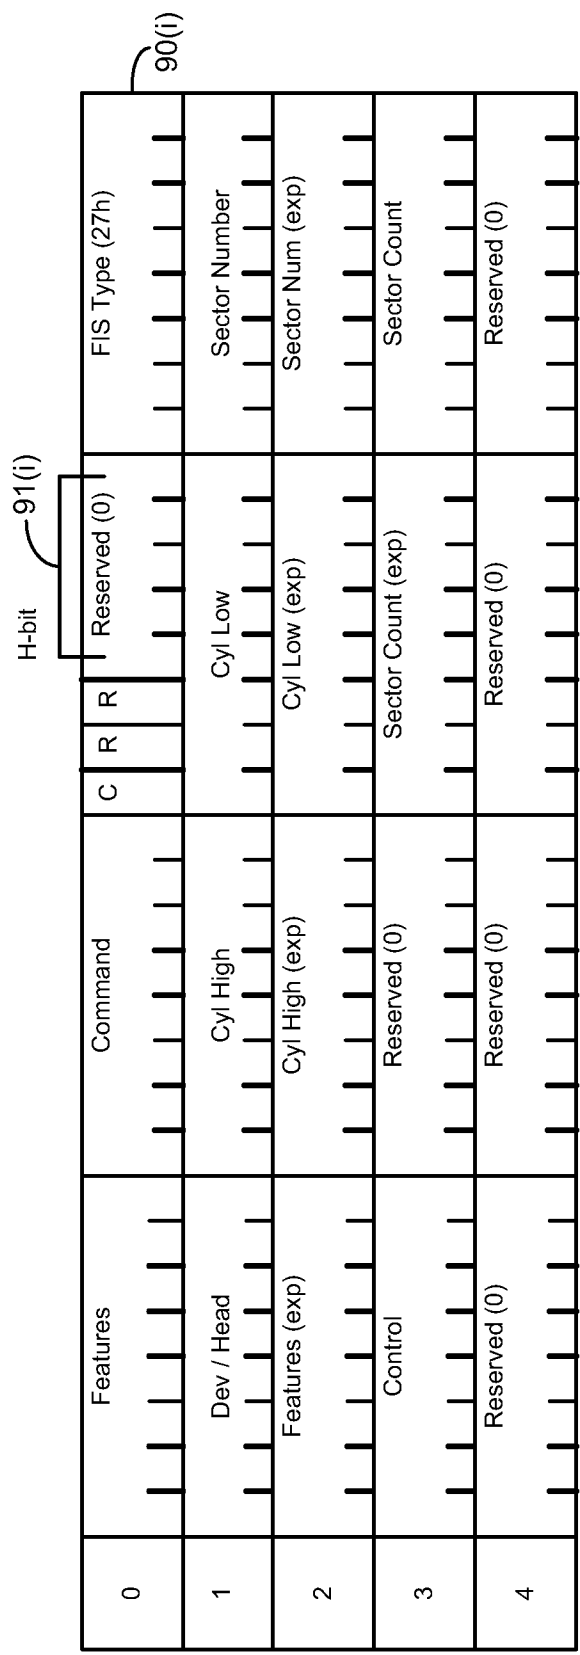 90(i)
H-bit
91(i)
0
Features
Command
C
R
R
Reserved (0)
FIS Type (27h)
1
Dev / Head
Cyl High
Cyl Low
Sector Number
2
Features (exp)
Cyl High (exp)
Cyl Low (exp)
Sector Num (exp)
3
Control
Reserved (0)
Sector Count (exp)
Sector Count
4
Reserved (0)
Reserved (0)
Reserved (0)
Reserved (0)